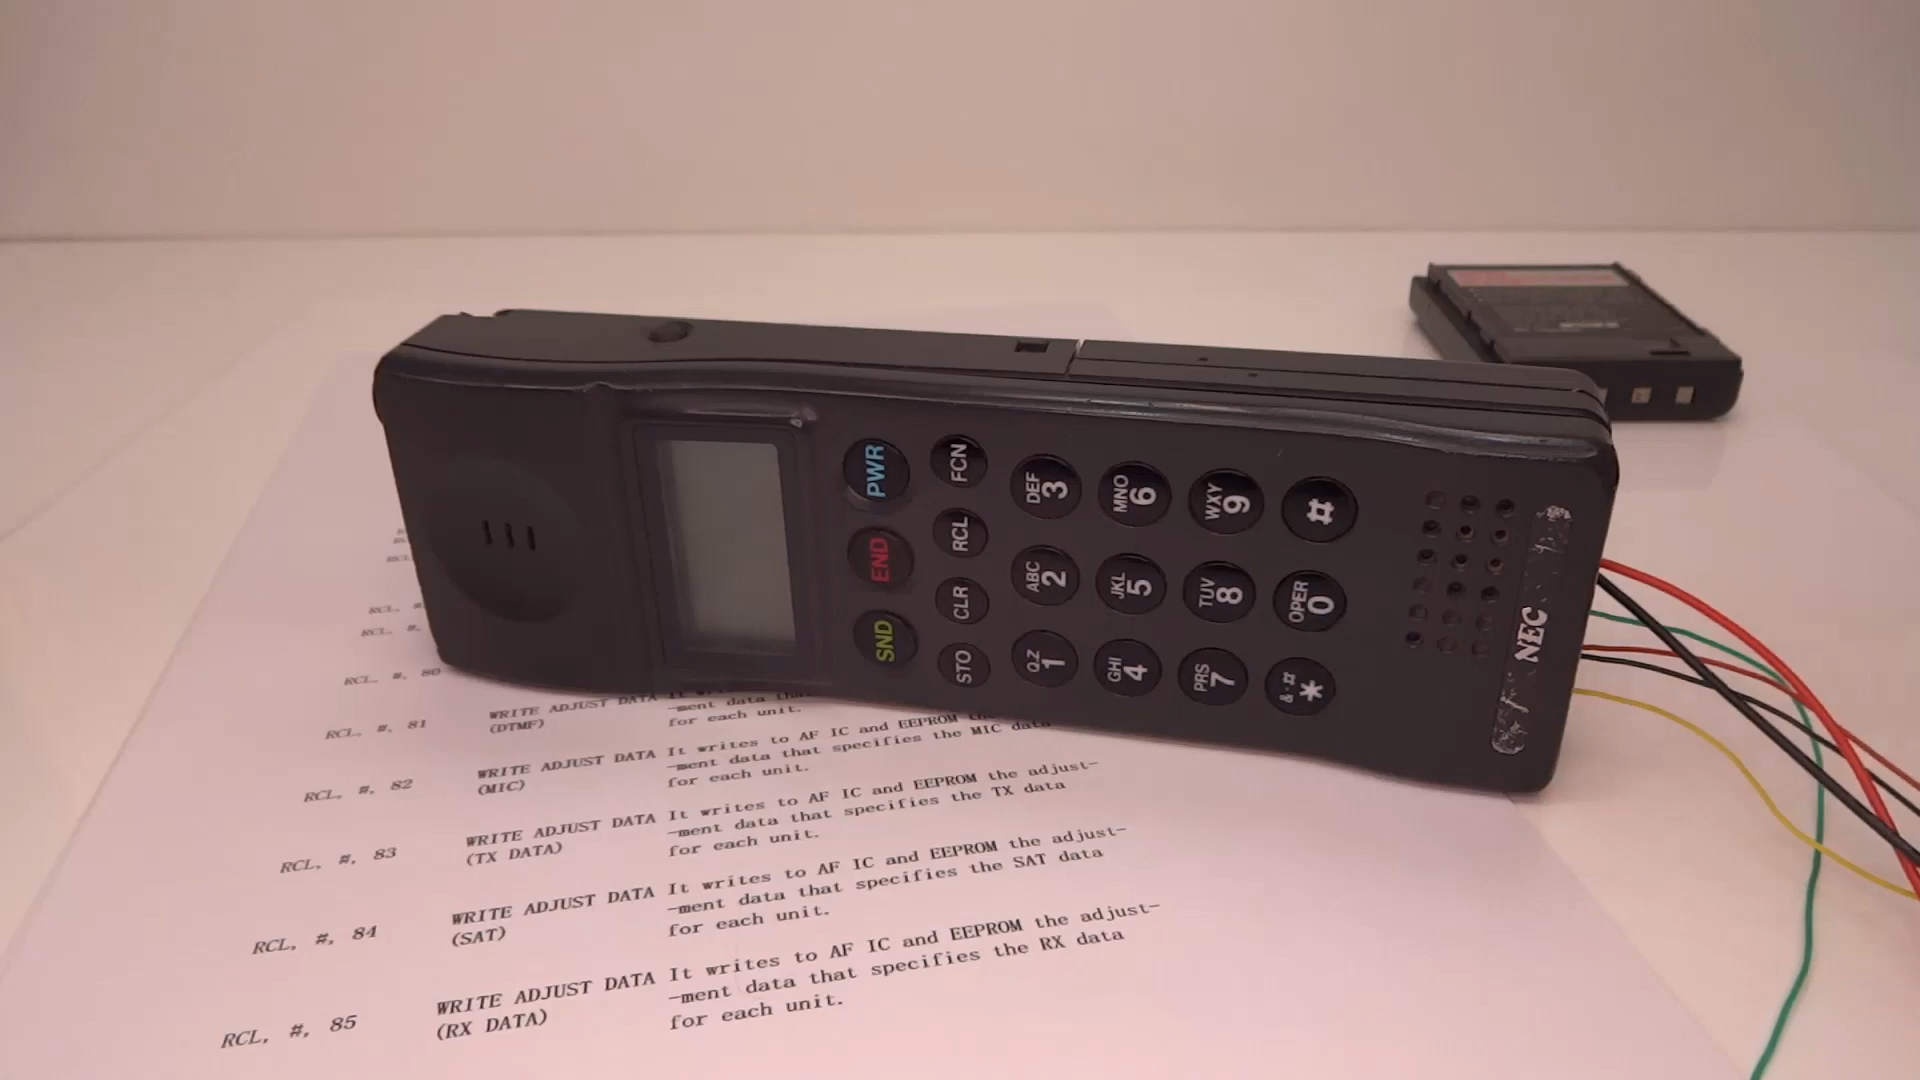 PWR
END
SND
FCN
RCL
CLR
STO
DEF 3
ABC 2
QZ 1
MNO 6
JKL 5
GHI 4
WXY 9
TUV 8
PRS 7
#
OPER 0
&-# *
NEC
RCL, #, 80
RCL, #, 81 WRITE ADJUST DATA
(DTMF) -ment data
for each unit.
RCL, #, 82 WRITE ADJUST DATA It writes to AF IC and EEPROM
(MIC) -ment data that specifies the MIC data
for each unit.
RCL, #, 83 WRITE ADJUST DATA It writes to AF IC and EEPROM the adjust-
(TX DATA) -ment data that specifies the TX data
for each unit.
RCL, #, 84 WRITE ADJUST DATA It writes to AF IC and EEPROM the adjust-
(SAT) -ment data that specifies the SAT data
for each unit.
RCL, #, 85 WRITE ADJUST DATA It writes to AF IC and EEPROM the adjust-
(RX DATA) -ment data that specifies the RX data
for each unit.